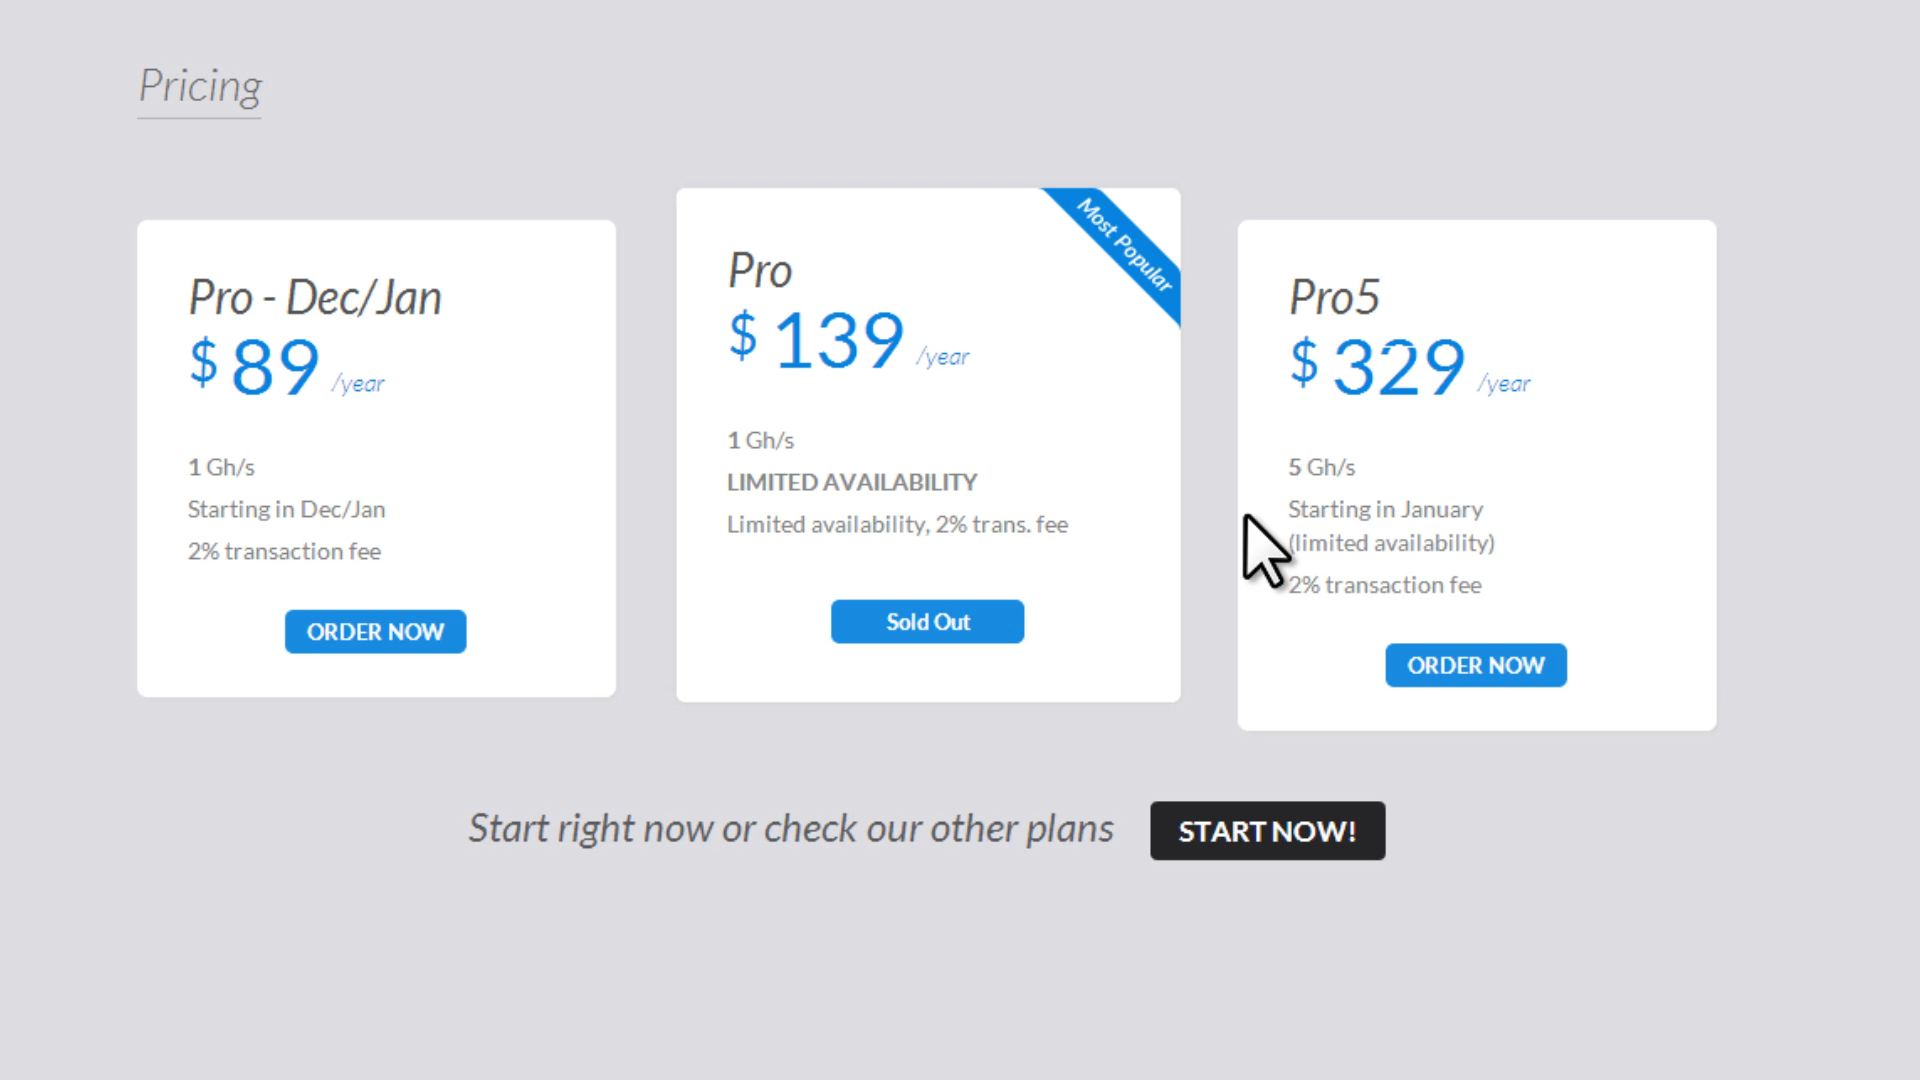 Pricing
Pro - Dec/Jan
$ 89 /year
1 Gh/s
Starting in Dec/Jan
2% transaction fee
ORDER NOW
Most Popular
Pro
$ 139 /year
1 Gh/s
LIMITED AVAILABILITY
Limited availability, 2% trans. fee
Sold Out
Pro5
$ 329 /year
5 Gh/s
Starting in January
(limited availability)
2% transaction fee
ORDER NOW
Start right now or check our other plans
START NOW!